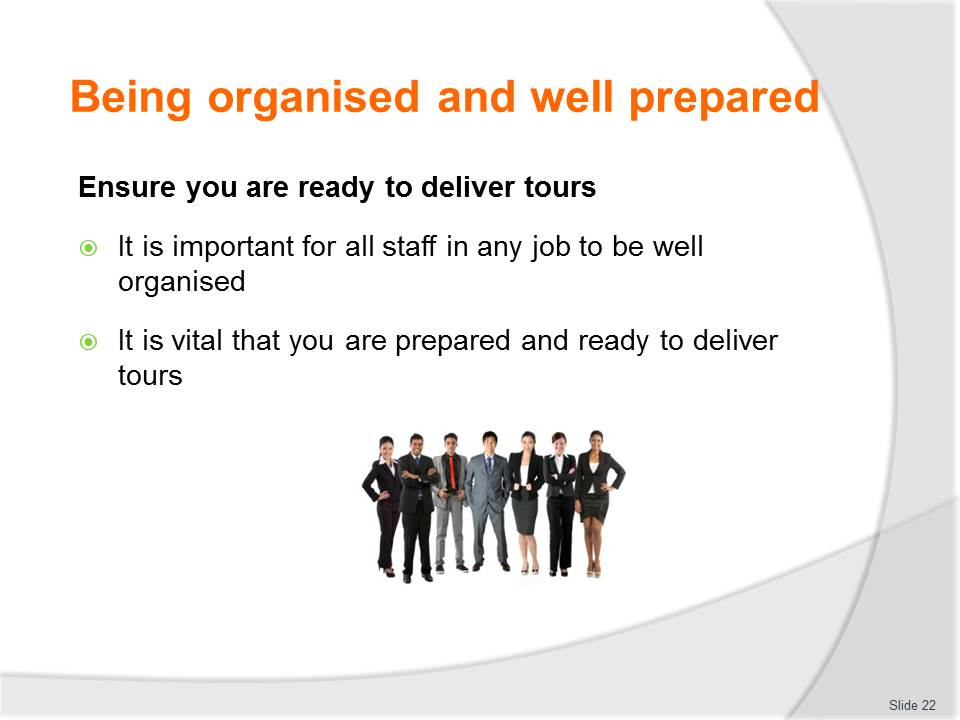 Being organised and well prepared
Ensure you are ready to deliver tours
It is important for all staff in any job to be well
organised
It is vital that you are prepared and ready to deliver
tours
Slide 22